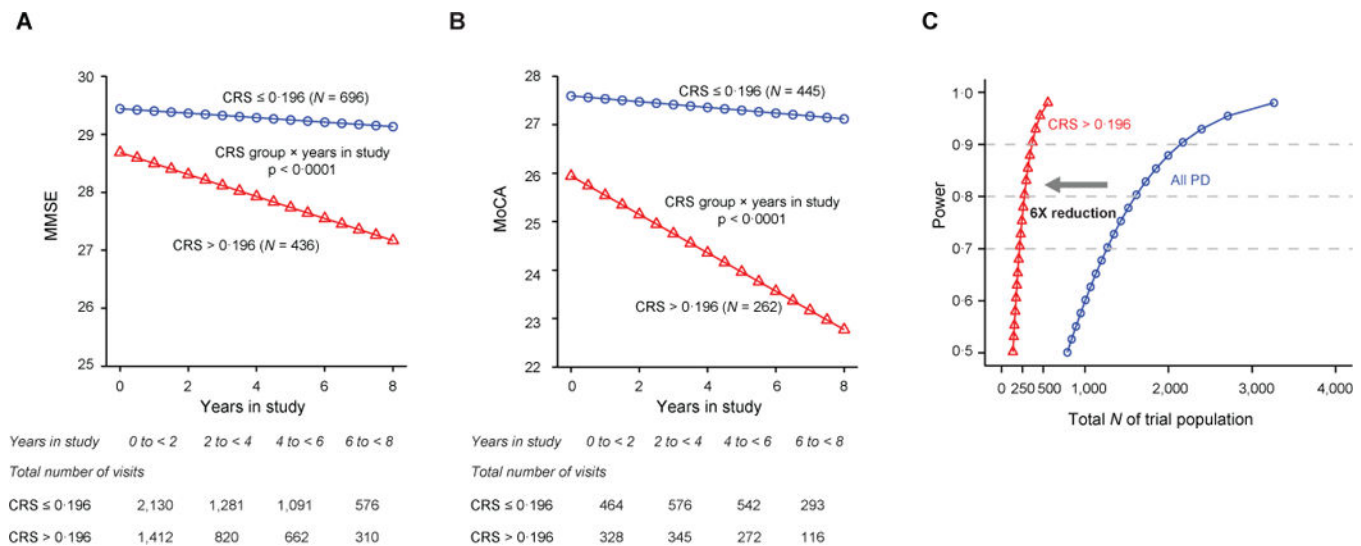 A
MMSE
30
29
28
27
26
25
CRS ≤ 0·196 (N = 696)
CRS group × years in study
p < 0·0001
CRS > 0·196 (N = 436)
0 2 4 6 8
Years in study
Years in study 0 to < 2 2 to < 4 4 to < 6 6 to < 8
Total number of visits
CRS ≤ 0·196 2,130 1,281 1,091 576
CRS > 0·196 1,412 820 662 310
B
MoCA
28
27
26
25
24
23
22
CRS ≤ 0·196 (N = 445)
CRS group × years in study
p < 0·0001
CRS > 0·196 (N = 262)
0 2 4 6 8
Years in study
Years in study 0 to < 2 2 to < 4 4 to < 6 6 to < 8
Total number of visits
CRS ≤ 0·196 464 576 542 293
CRS > 0·196 328 345 272 116
C
Power
1·0
0·9
0·8
0·7
0·6
0·5
CRS > 0·196
All PD
6X reduction
0 250 500 1,000 2,000 3,000 4,000
Total N of trial population